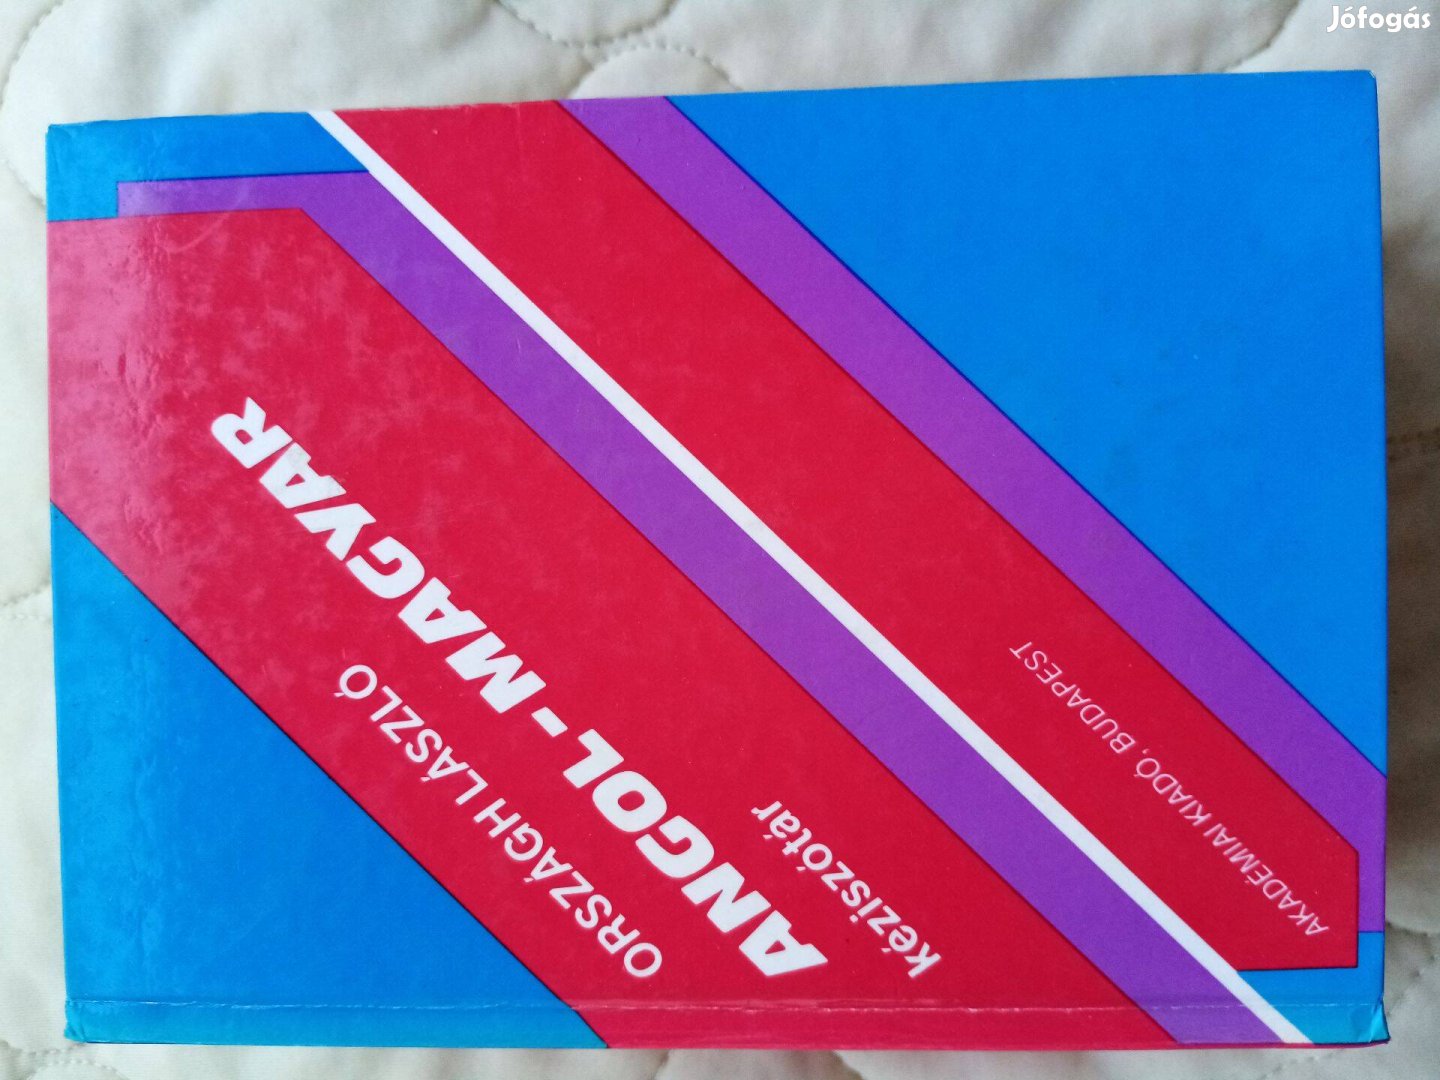 ORSZÁGH LÁSZLÓ
ANGOL - MAGYAR
kéziszótár
AKADÉMIAI KIADÓ, BUDAPEST
Jófogás